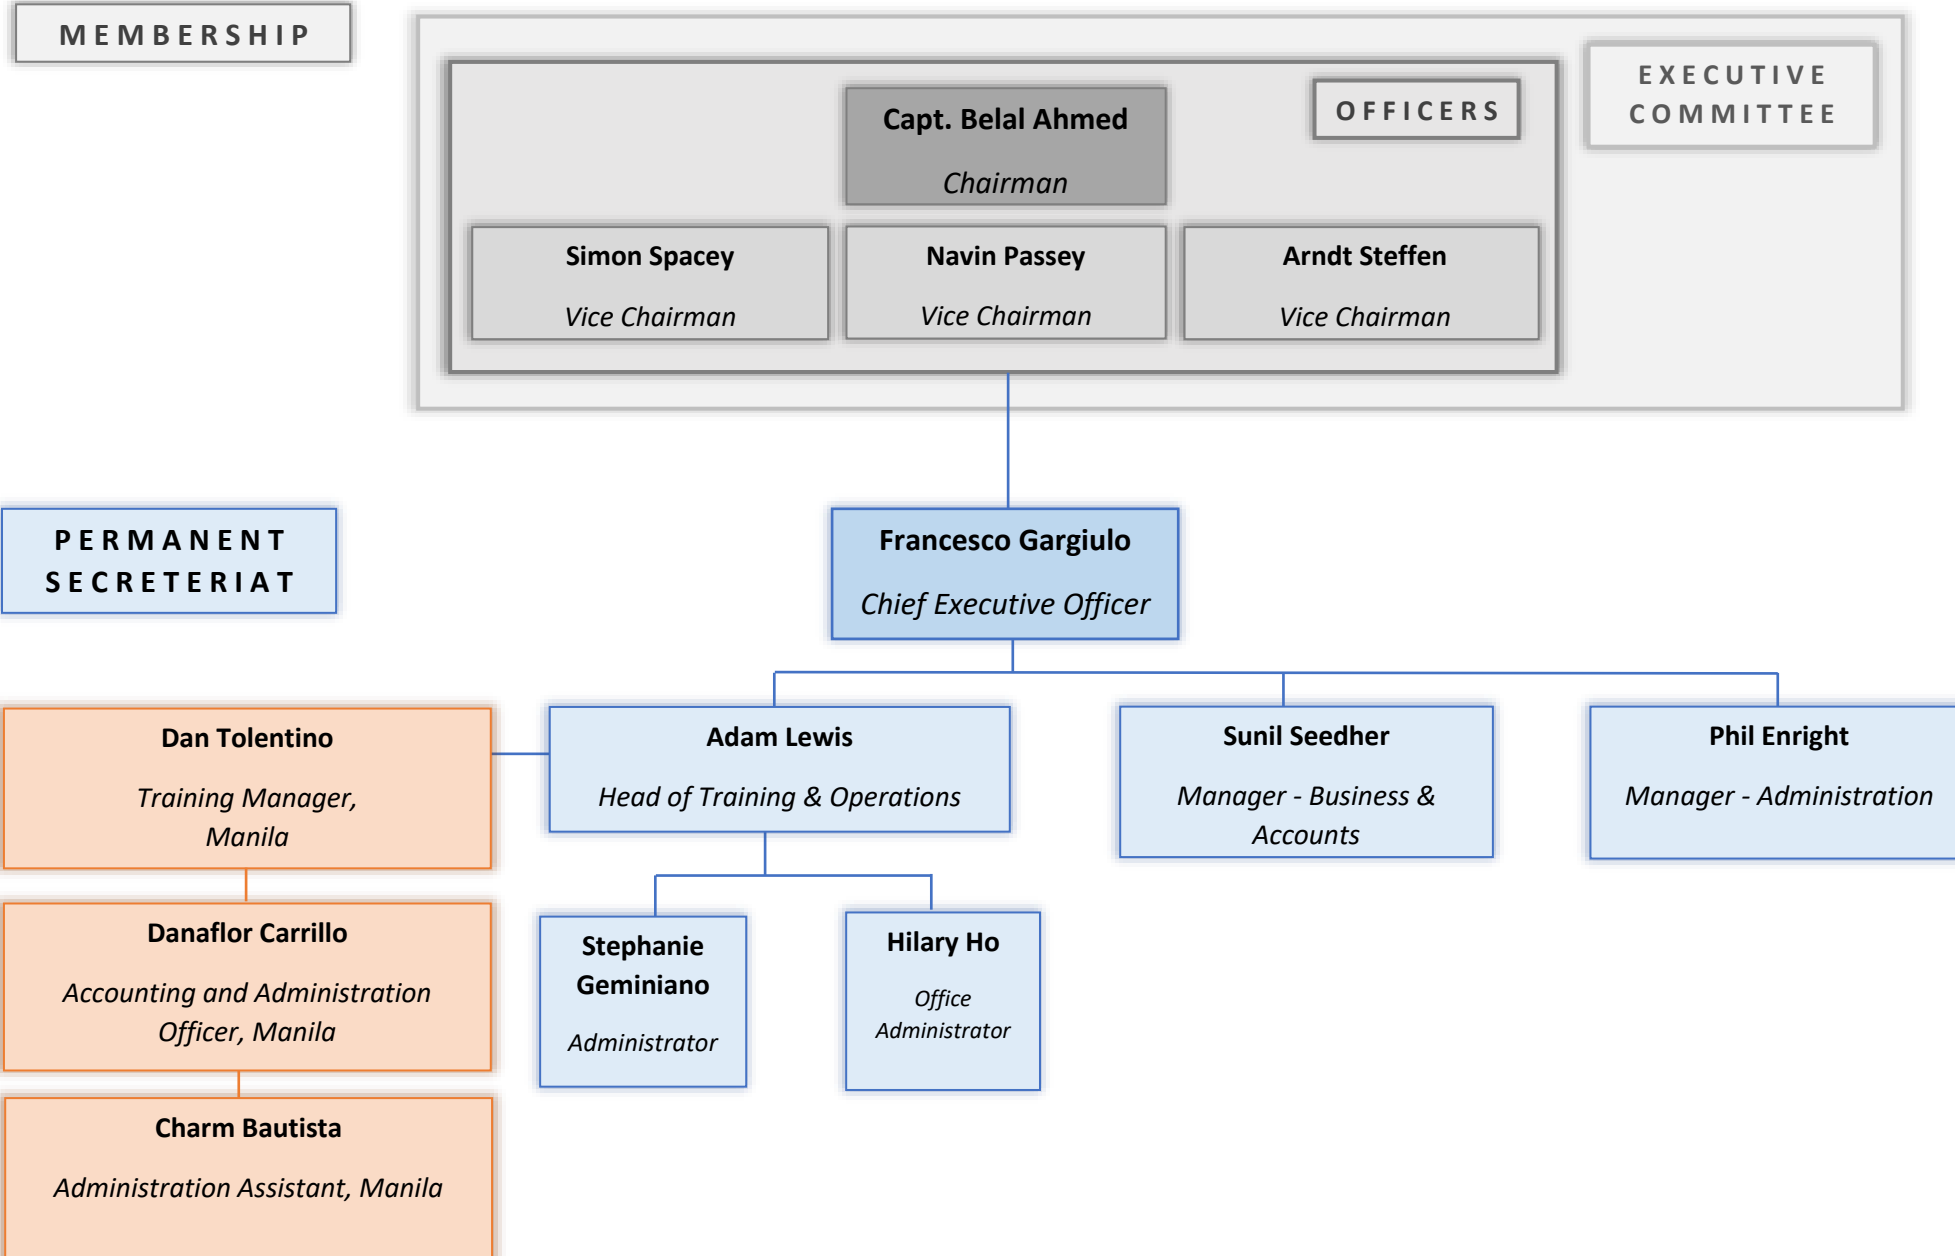 MEMBERSHIP
EXECUTIVE
COMMITTEE
OFFICERS
Capt. Belal Ahmed
Chairman
Simon Spacey
Vice Chairman
Navin Passey
Vice Chairman
Arndt Steffen
Vice Chairman
PERMANENT
SECRETERIAT
Francesco Gargiulo
Chief Executive Officer
Dan Tolentino
Training Manager,
Manila
Adam Lewis
Head of Training & Operations
Sunil Seedher
Manager - Business &
Accounts
Phil Enright
Manager - Administration
Danaflor Carrillo
Accounting and Administration
Officer, Manila
Stephanie
Geminiano
Administrator
Hilary Ho
Office
Administrator
Charm Bautista
Administration Assistant, Manila